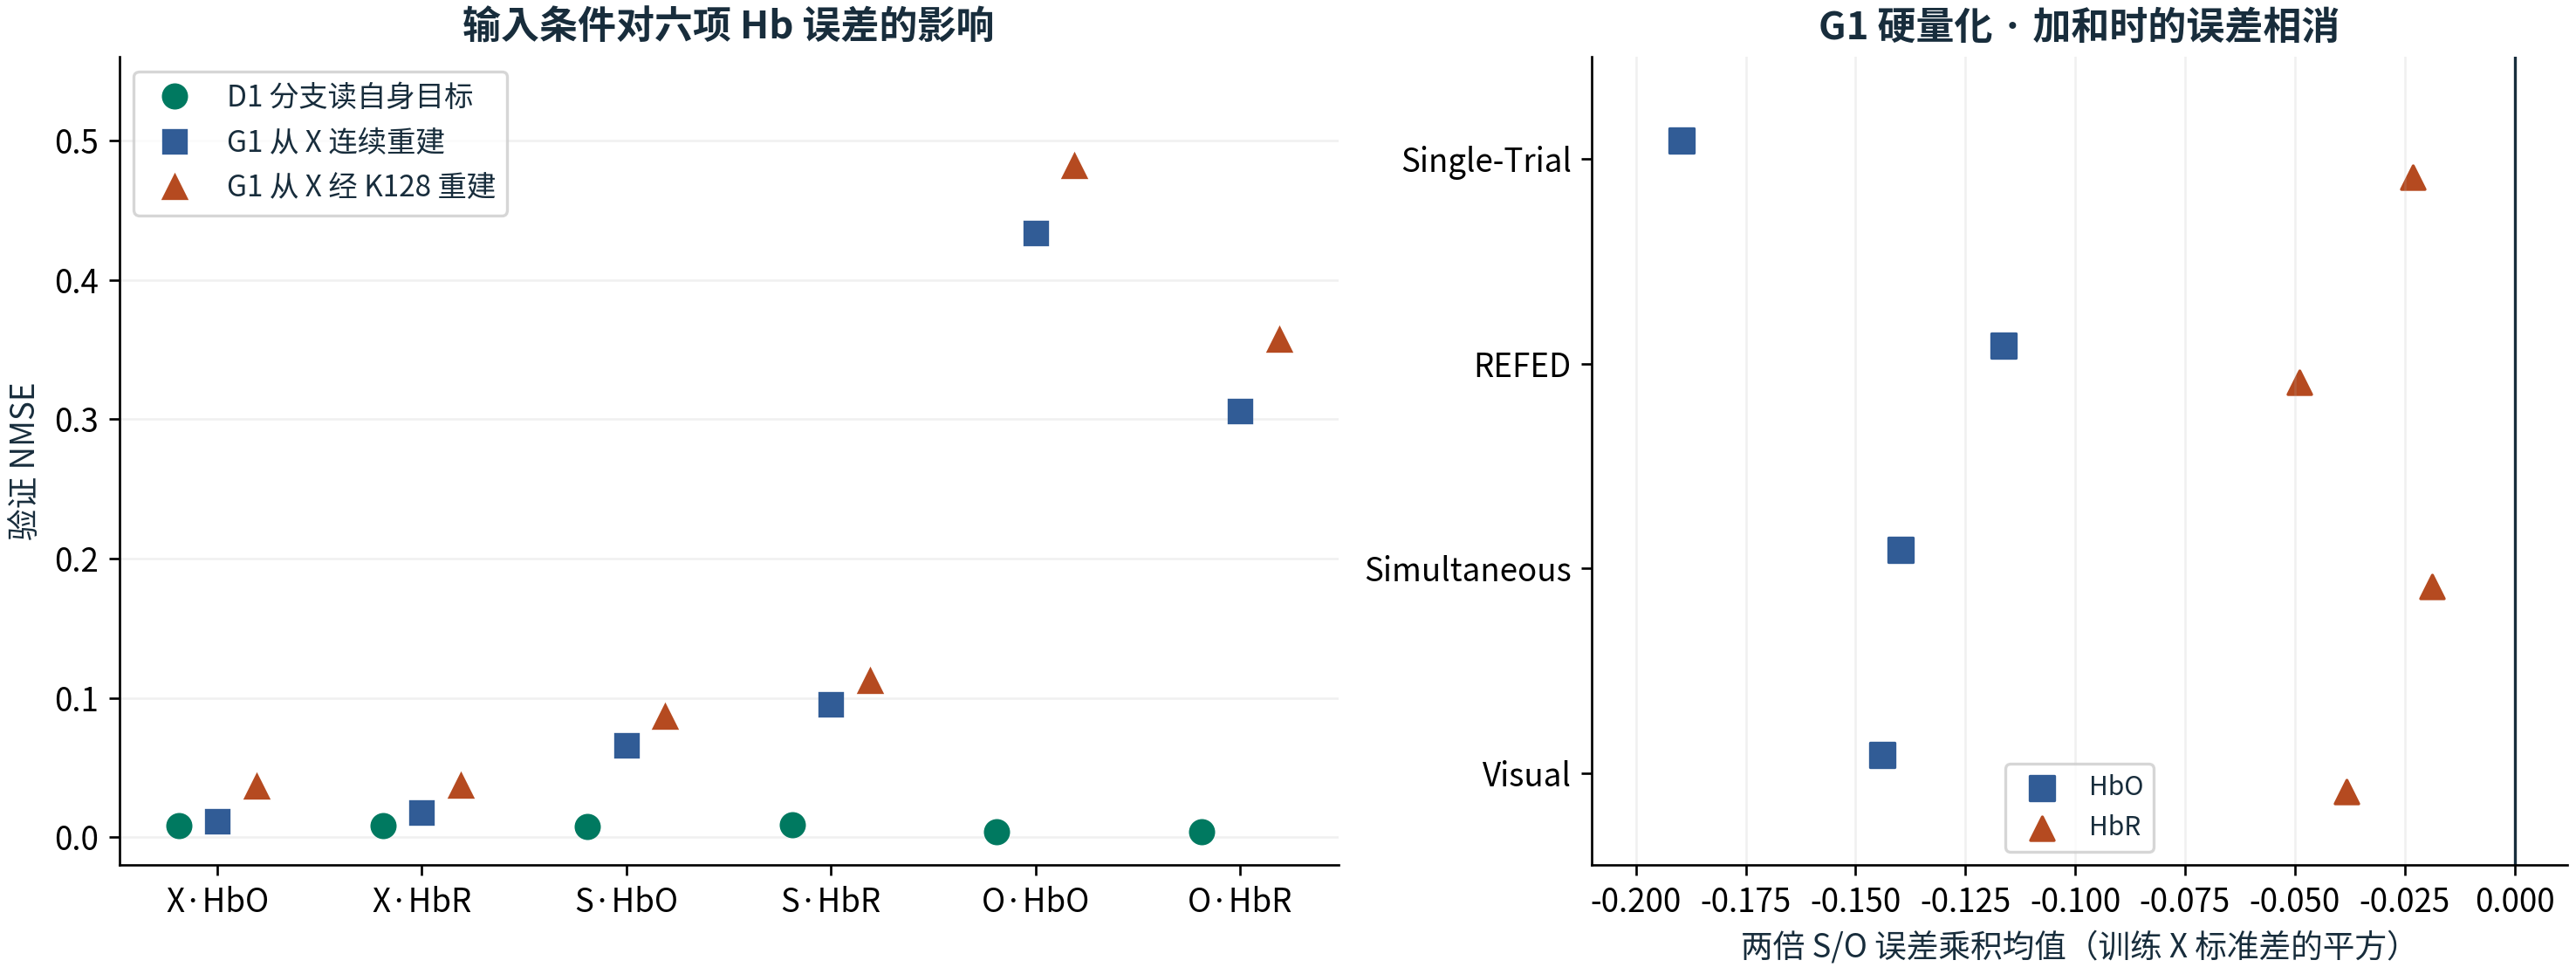 输入条件对六项 Hb 误差的影响
D1 分支读自身目标
G1 从 X 连续重建
G1 从 X 经 K128 重建
验证 NMSE
0.5
0.4
0.3
0.2
0.1
0.0
X·HbO X·HbR S·HbO S·HbR O·HbO O·HbR
G1 硬量化 · 加和时的误差相消
Single-Trial
REFED
Simultaneous
Visual
HbO
HbR
-0.200 -0.175 -0.150 -0.125 -0.100 -0.075 -0.050 -0.025 0.000
两倍 S/O 误差乘积均值（训练 X 标准差的平方）